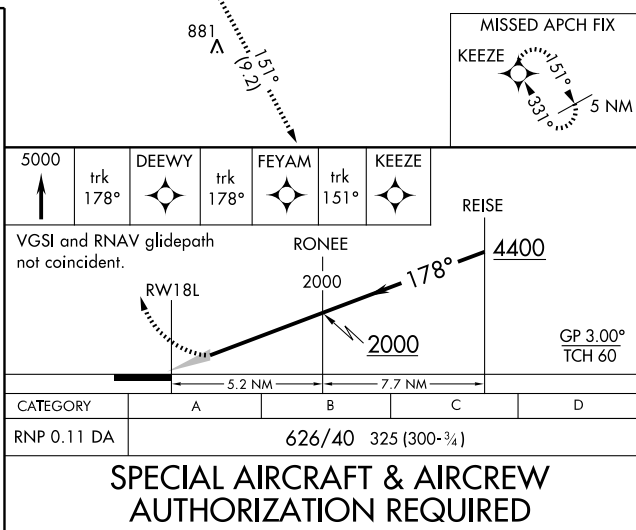 881
151°
(9.2)
MISSED APCH FIX
KEEZE
151°
331°
5 NM
5000
trk
178°
DEEWY
trk
178°
FEYAM
trk
151°
KEEZE
VGSI and RNAV glidepath
not coincident.
RW18L
RONEE
2000
REISE
4400
178°
2000
GP 3.00°
TCH 60
5.2 NM
7.7 NM
CATEGORY A B C D
RNP 0.11 DA 626/40 325 (300-¾)
SPECIAL AIRCRAFT & AIRCREW
AUTHORIZATION REQUIRED